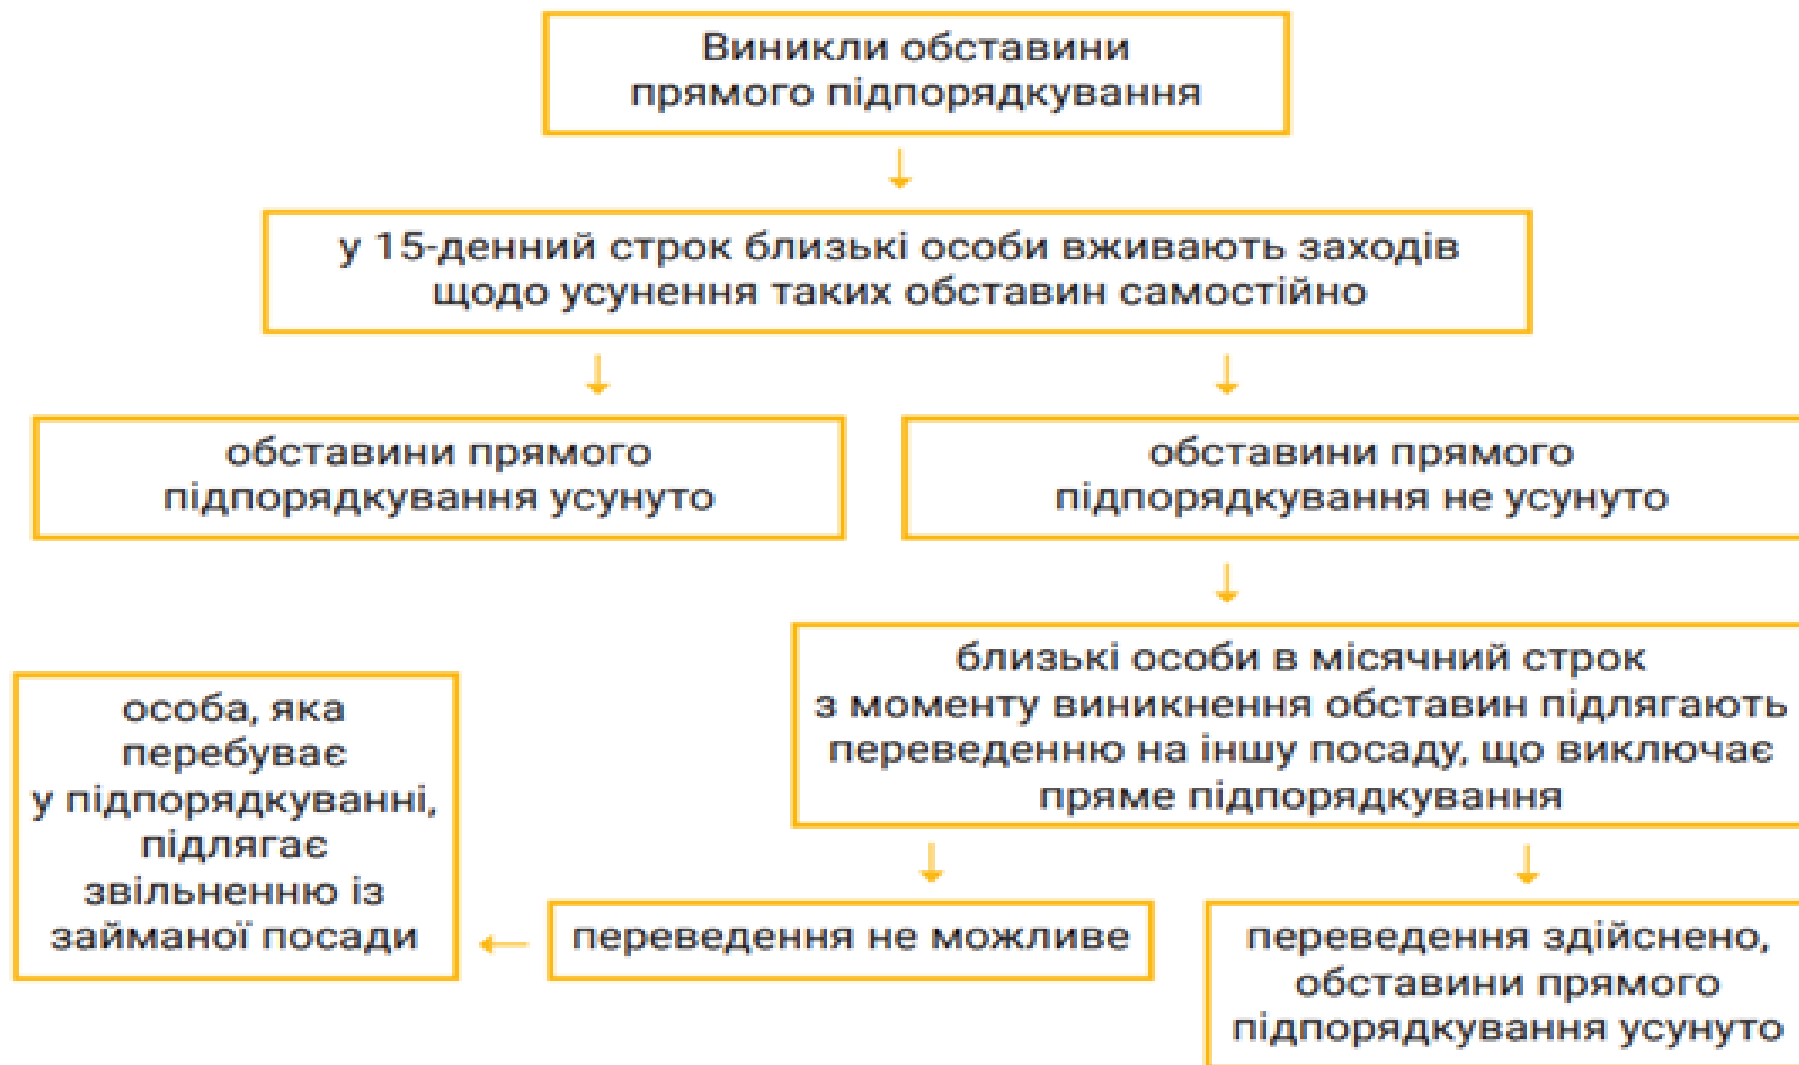 Виникли обставини
прямого підпорядкування
у 15-денний строк близькі особи вживають заходів
щодо усунення таких обставин самостійно
обставини прямого
підпорядкування усунуто
обставини прямого
підпорядкування не усунуто
близькі особи в місячний строк
з моменту виникнення обставин підлягають
переведенню на іншу посаду, що виключає
пряме підпорядкування
переведення не можливе
особа, яка
перебуває
у підпорядкуванні,
підлягає
звільненню із
займаної посади
переведення здійснено,
обставини прямого
підпорядкування усунуто